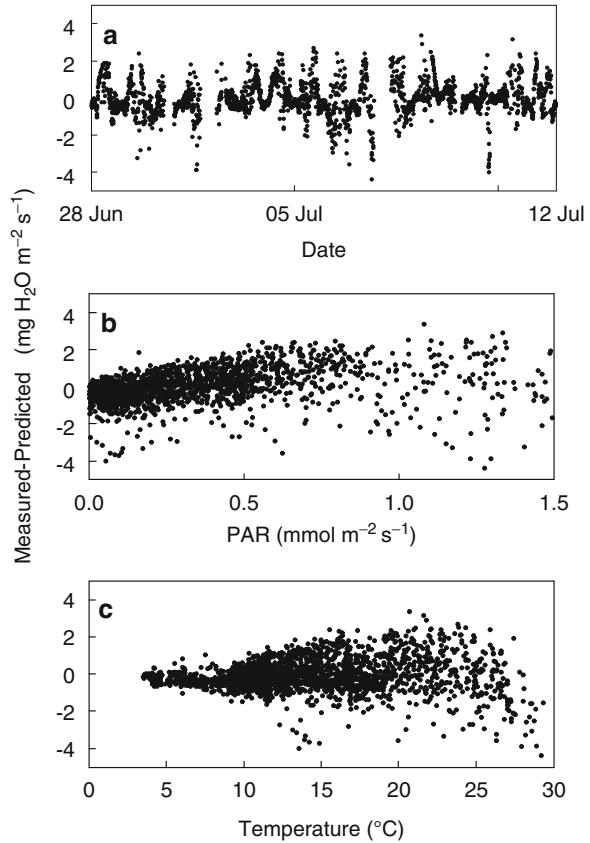 a
4
2
0
-2
-4
28 Jun
05 Jul
12 Jul
Date
Measured-Predicted (mg H₂O m⁻² s⁻¹)
b
4
2
0
-2
-4
0.0
0.5
1.0
1.5
PAR (mmol m⁻² s⁻¹)
c
4
2
0
-2
-4
0
5
10
15
20
25
30
Temperature (°C)